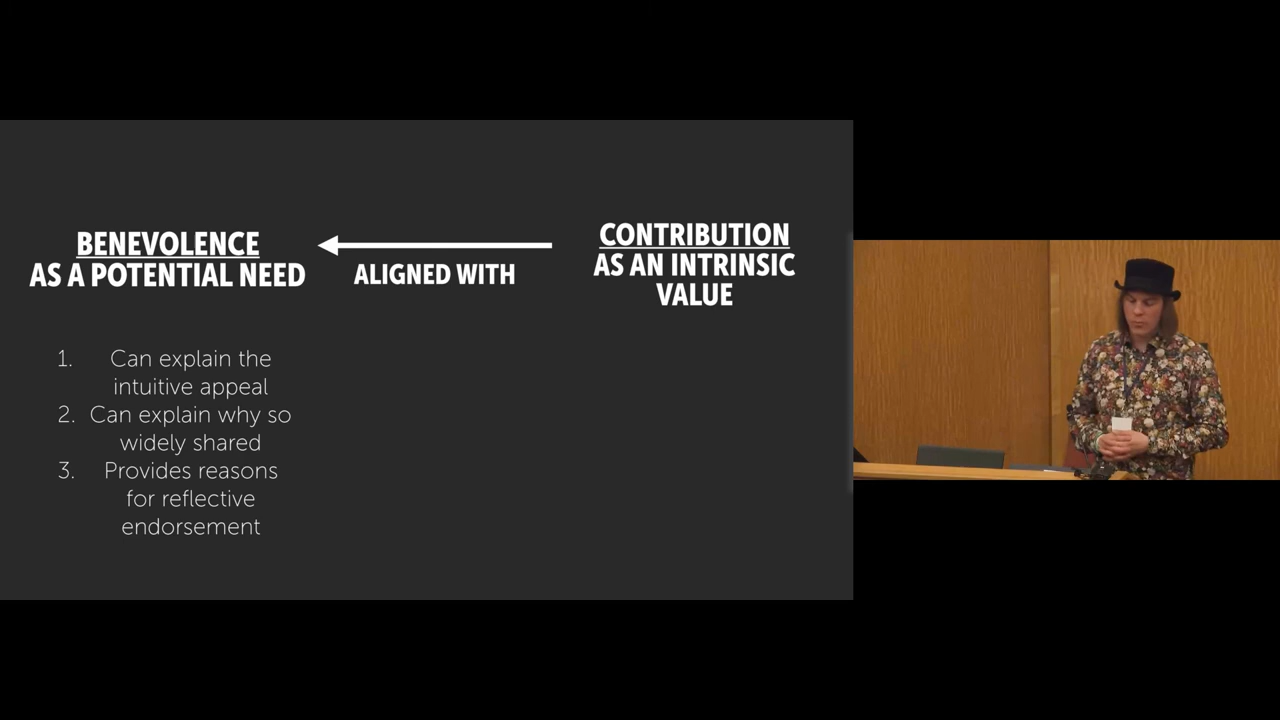 BENEVOLENCE
AS A POTENTIAL NEED
ALIGNED WITH
CONTRIBUTION
AS AN INTRINSIC
VALUE
1. Can explain the
intuitive appeal
2. Can explain why so
widely shared
3. Provides reasons
for reflective
endorsement